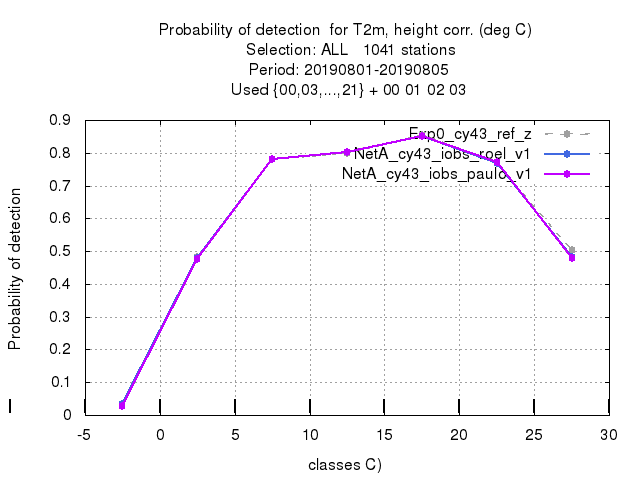 Probability of detection  for T2m, height corr. (deg C)
Selection: ALL   1041 stations
Period: 20190801-20190805
Used {00,03,...,21} + 00 01 02 03
Exp0_cy43_ref_z
NetA_cy43_iobs_roel_v1
NetA_cy43_iobs_paulo_v1
Probability of detection
0.9
0.8
0.7
0.6
0.5
0.4
0.3
0.2
0.1
0
-5 0 5 10 15 20 25 30
classes C)